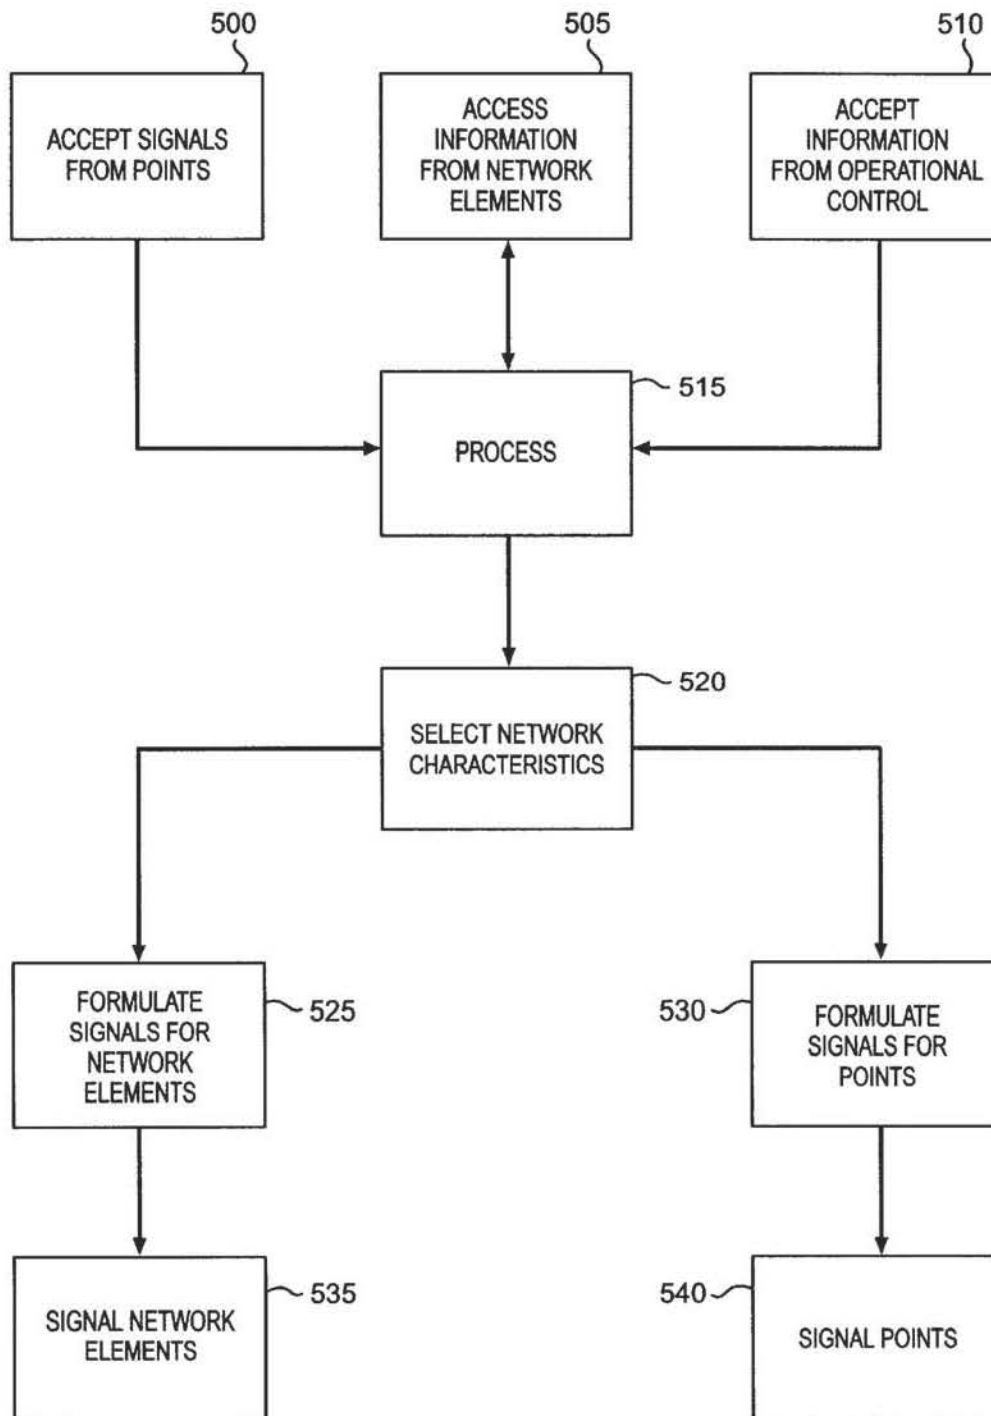 500
505
510
ACCEPT SIGNALS
FROM POINTS
ACCESS
INFORMATION
FROM NETWORK
ELEMENTS
ACCEPT
INFORMATION
FROM OPERATIONAL
CONTROL
515
PROCESS
520
SELECT NETWORK
CHARACTERISTICS
FORMULATE
SIGNALS FOR
NETWORK
ELEMENTS
525
530
FORMULATE
SIGNALS FOR
POINTS
SIGNAL NETWORK
ELEMENTS
535
540
SIGNAL POINTS